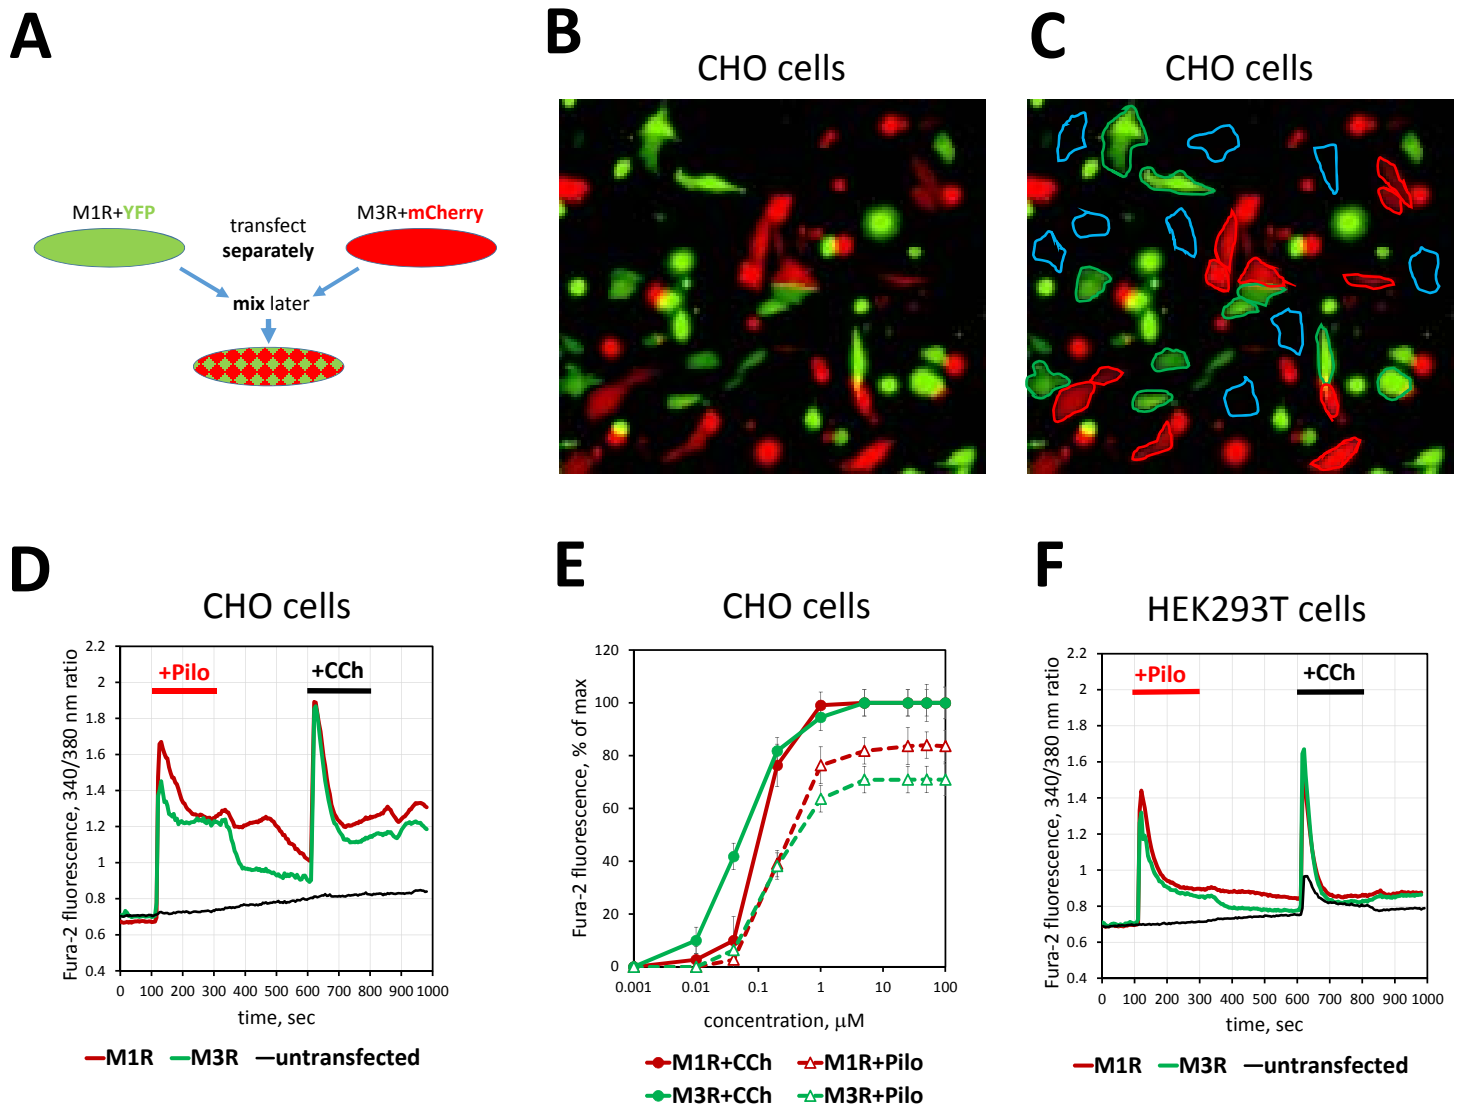 A
M1R+YFP
transfect
separately
M3R+mCherry
mix later
B
CHO cells
C
CHO cells
D
CHO cells
Fura-2 fluorescence, 340/380 nm ratio
2.2
2
1.8
1.6
1.4
1.2
1
0.8
0.6
0.4
+Pilo
+CCh
0 100 200 300 400 500 600 700 800 900 1000
time, sec
M1R M3R untransfected
E
CHO cells
Fura-2 fluorescence, % of max
120
100
80
60
40
20
0
0.001 0.01 0.1 1 10 100
concentration, µM
M1R+CCh M1R+Pilo
M3R+CCh M3R+Pilo
F
HEK293T cells
Fura-2 fluorescence, 340/380 nm ratio
2.2
2
1.8
1.6
1.4
1.2
1
0.8
0.6
0.4
+Pilo
+CCh
0 100 200 300 400 500 600 700 800 900 1000
time, sec
M1R M3R untransfected